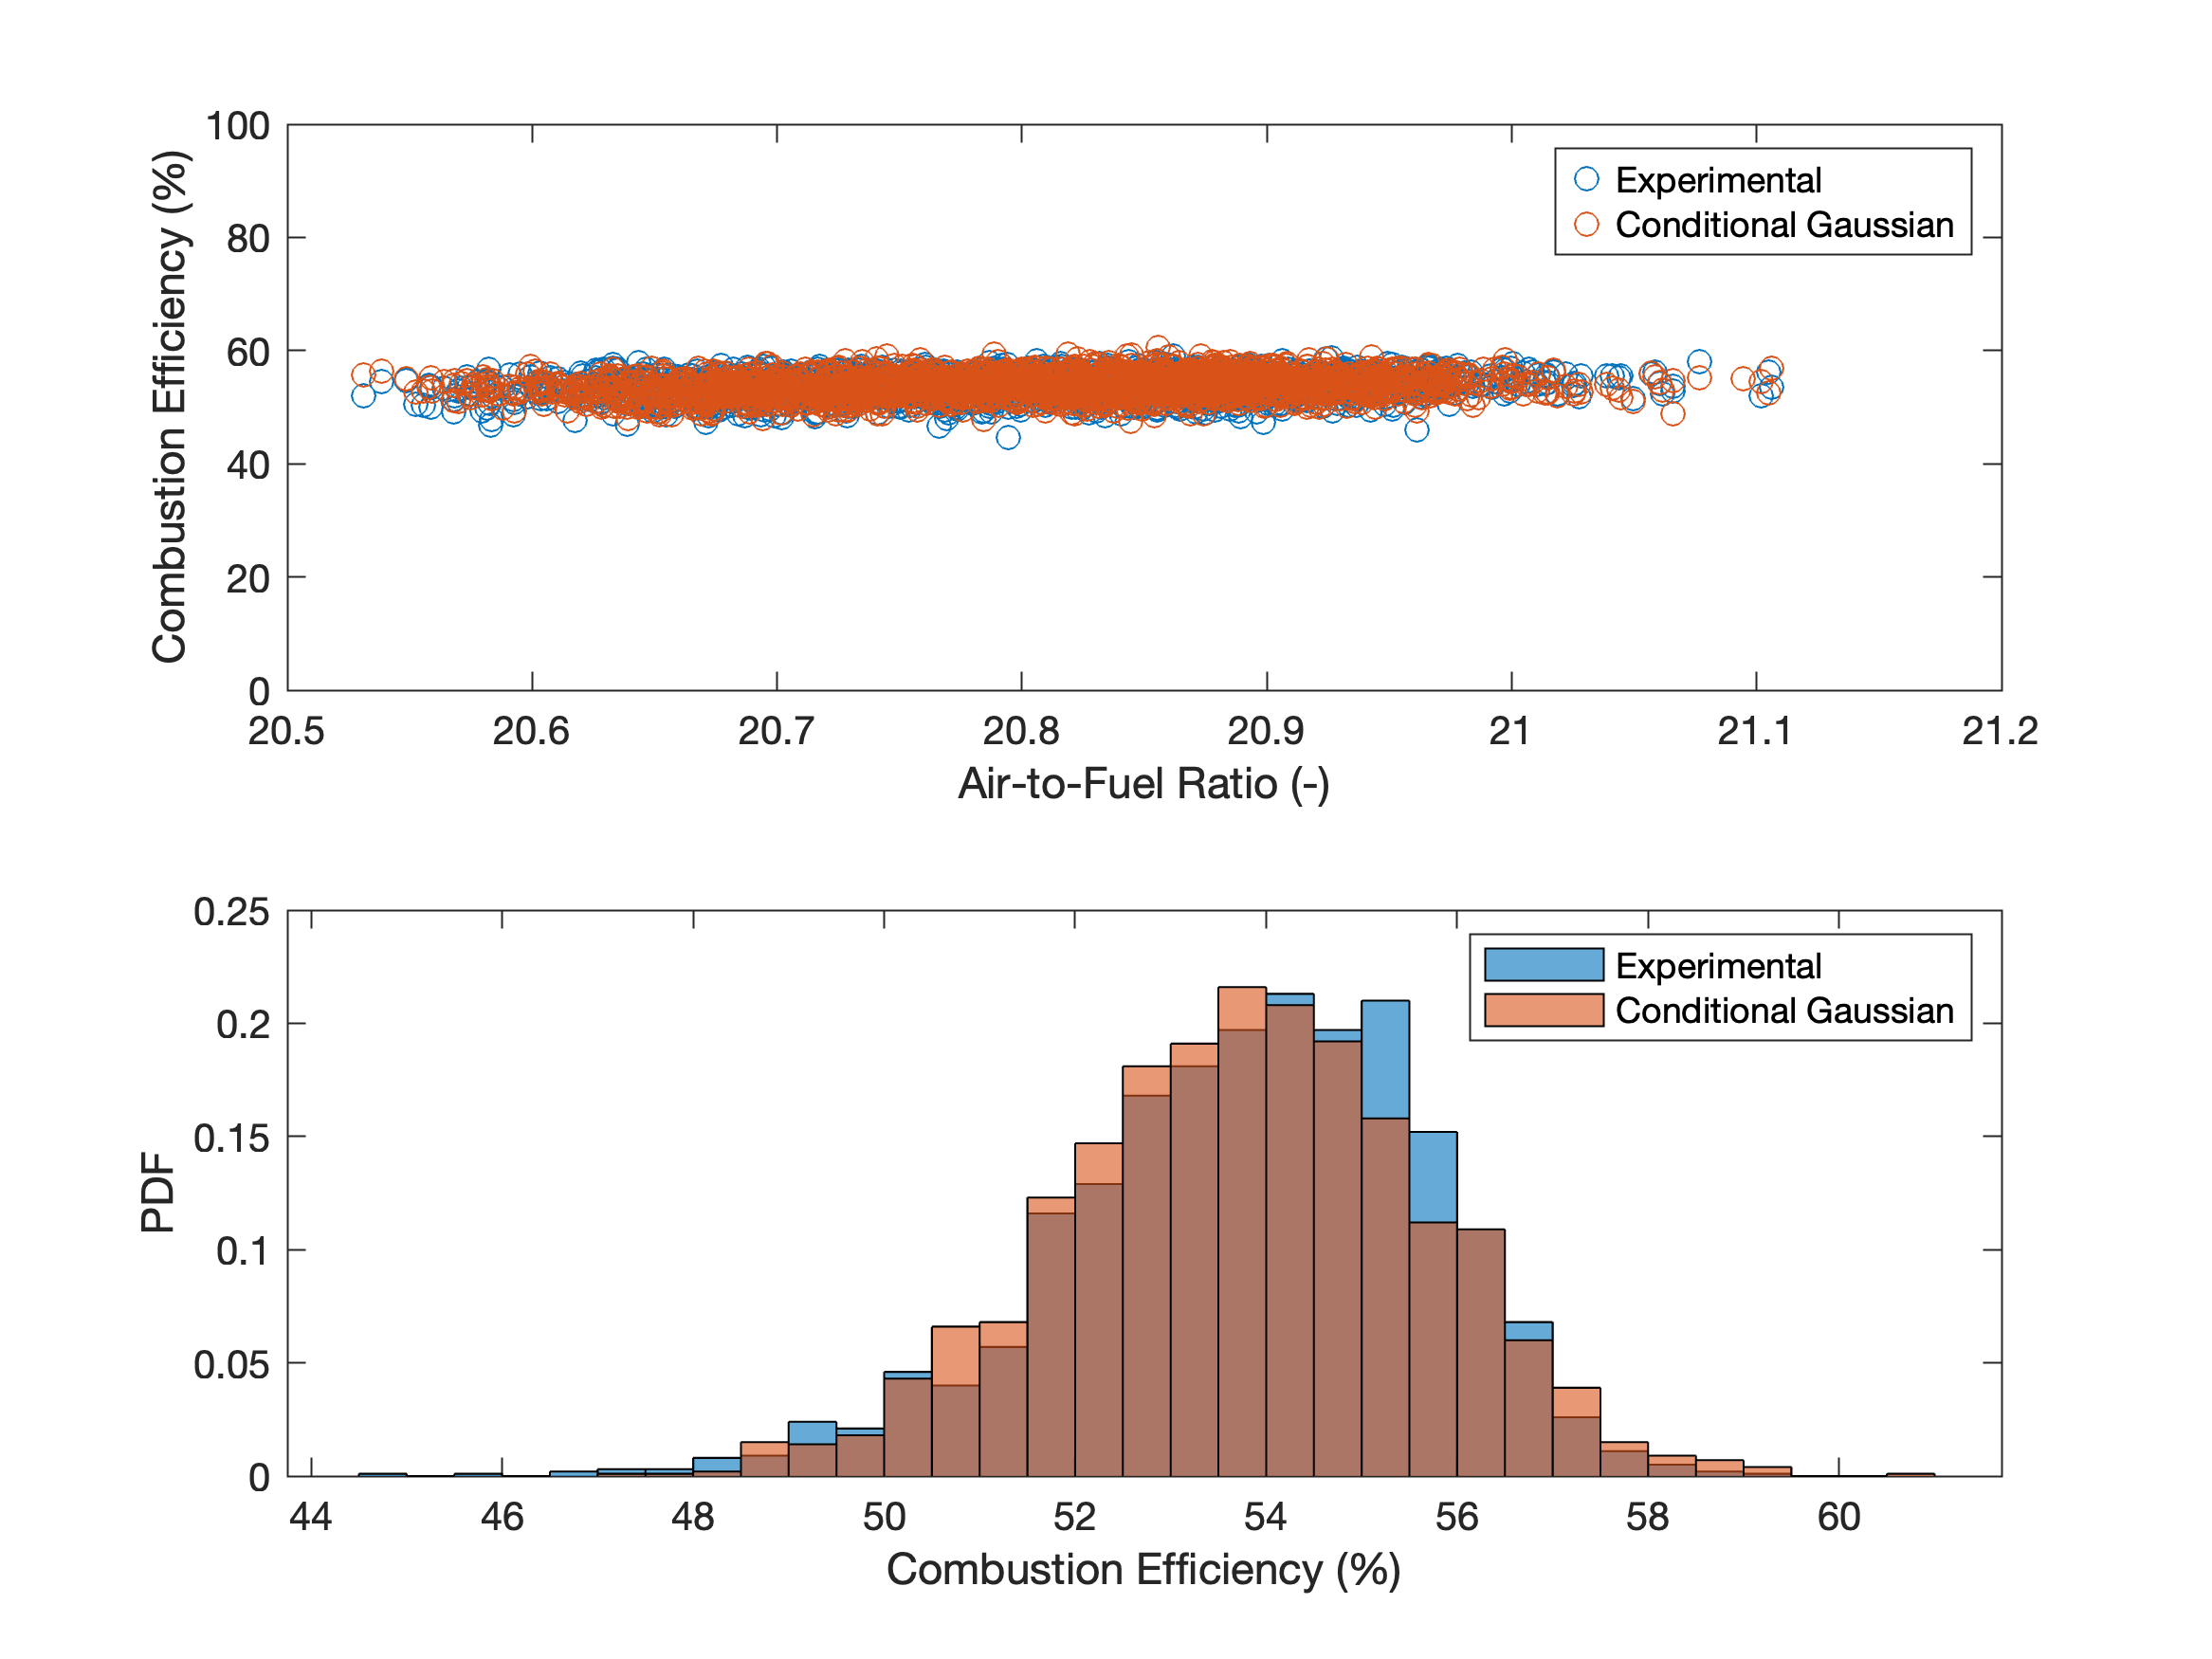 100
80
60
40
20
0
Combustion Efficiency (%)
20.5 20.6 20.7 20.8 20.9 21 21.1 21.2
Air-to-Fuel Ratio (-)
Experimental
Conditional Gaussian
0.25
0.2
0.15
0.1
0.05
0
PDF
44 46 48 50 52 54 56 58 60
Combustion Efficiency (%)
Experimental
Conditional Gaussian